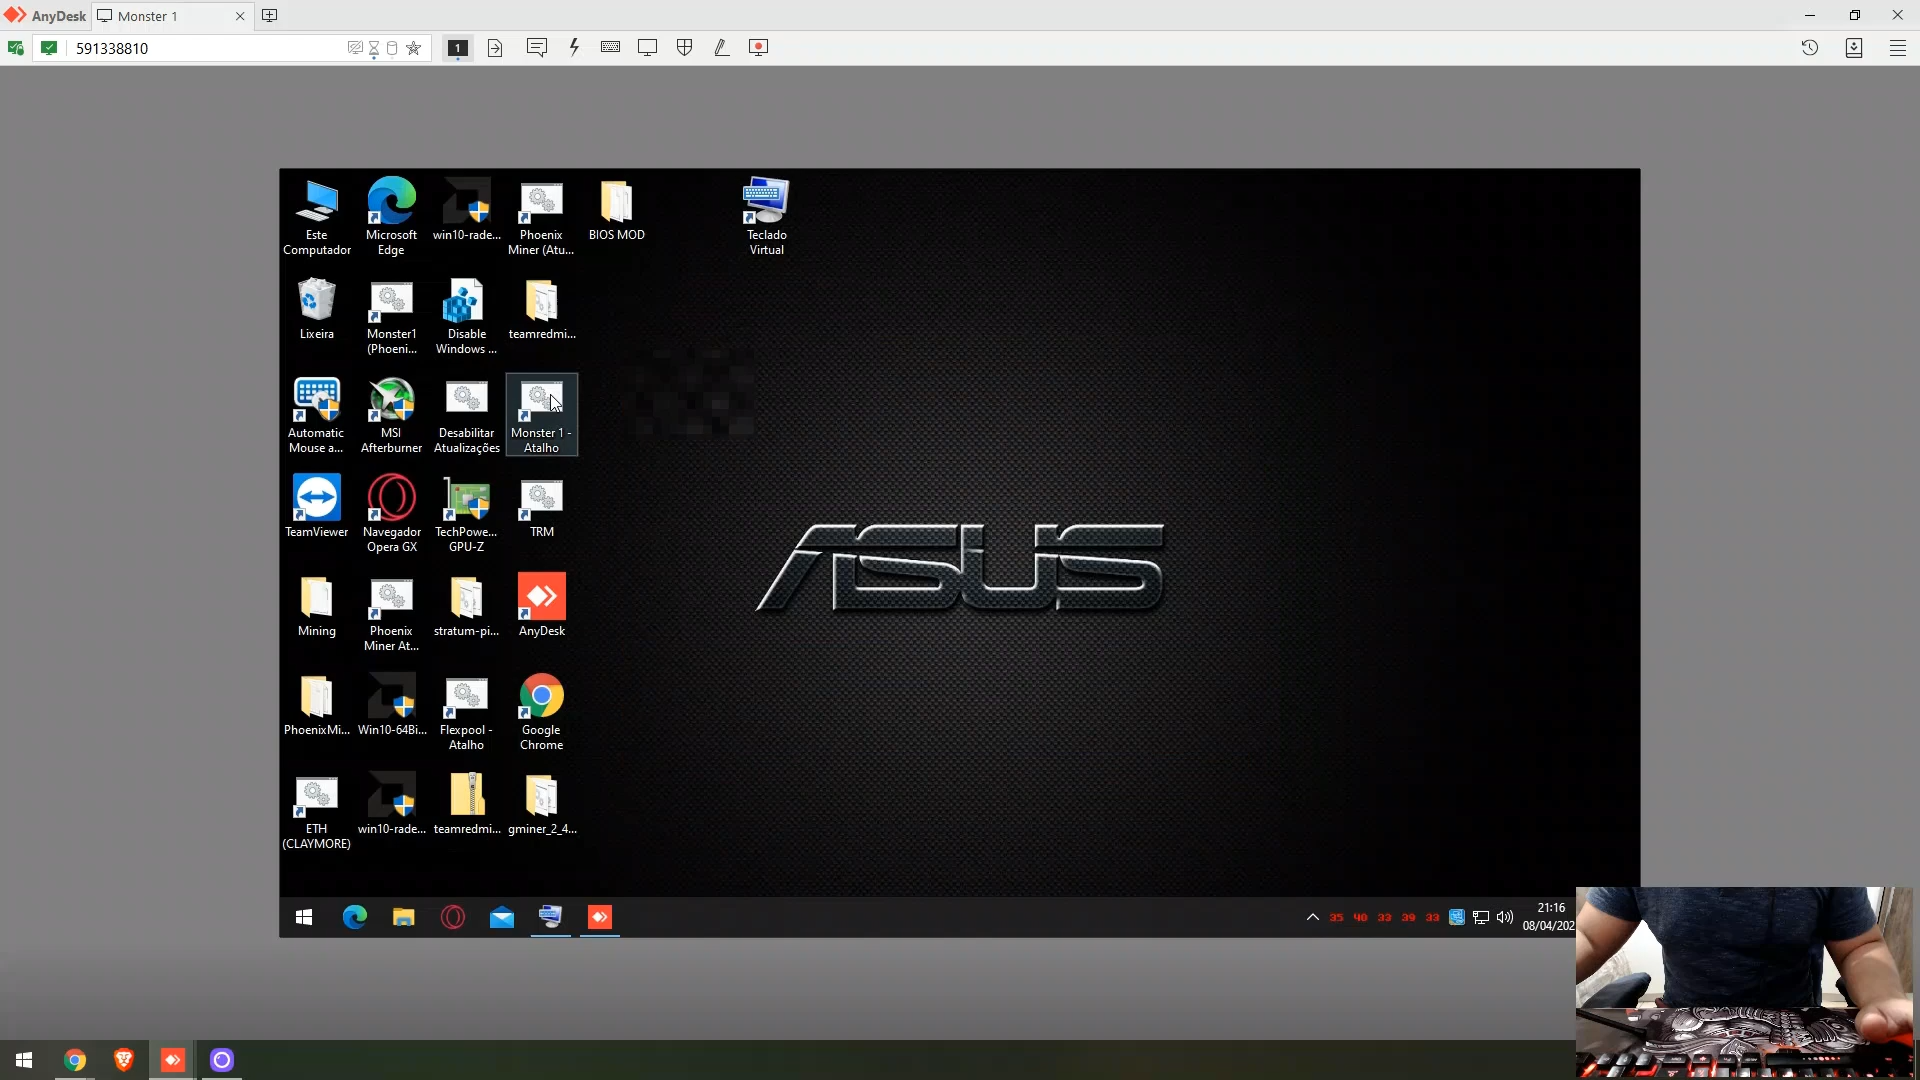 AnyDesk
Monster 1
591338810
1
Este
Computador
Microsoft
Edge
win10-rade...
Phoenix
Miner (Atu...
BIOS MOD
Teclado
Virtual
Lixeira
Monster1
(Phoeni...
Disable
Windows ...
teamredmi...
Automatic
Mouse a...
MSI
Afterburner
Desabilitar
Atualizações
Monster 1 -
Atalho
TeamViewer
Navegador
Opera GX
TechPowe...
GPU-Z
TRM
ASUS
Mining
Phoenix
Miner At...
stratum-pi...
AnyDesk
PhoenixMi...
Win10-64Bi...
Flexpool -
Atalho
Google
Chrome
ETH
(CLAYMORE)
win10-rade...
teamredmi...
gminer_2_4...
35 40 33 39 33
21:16
08/04/202